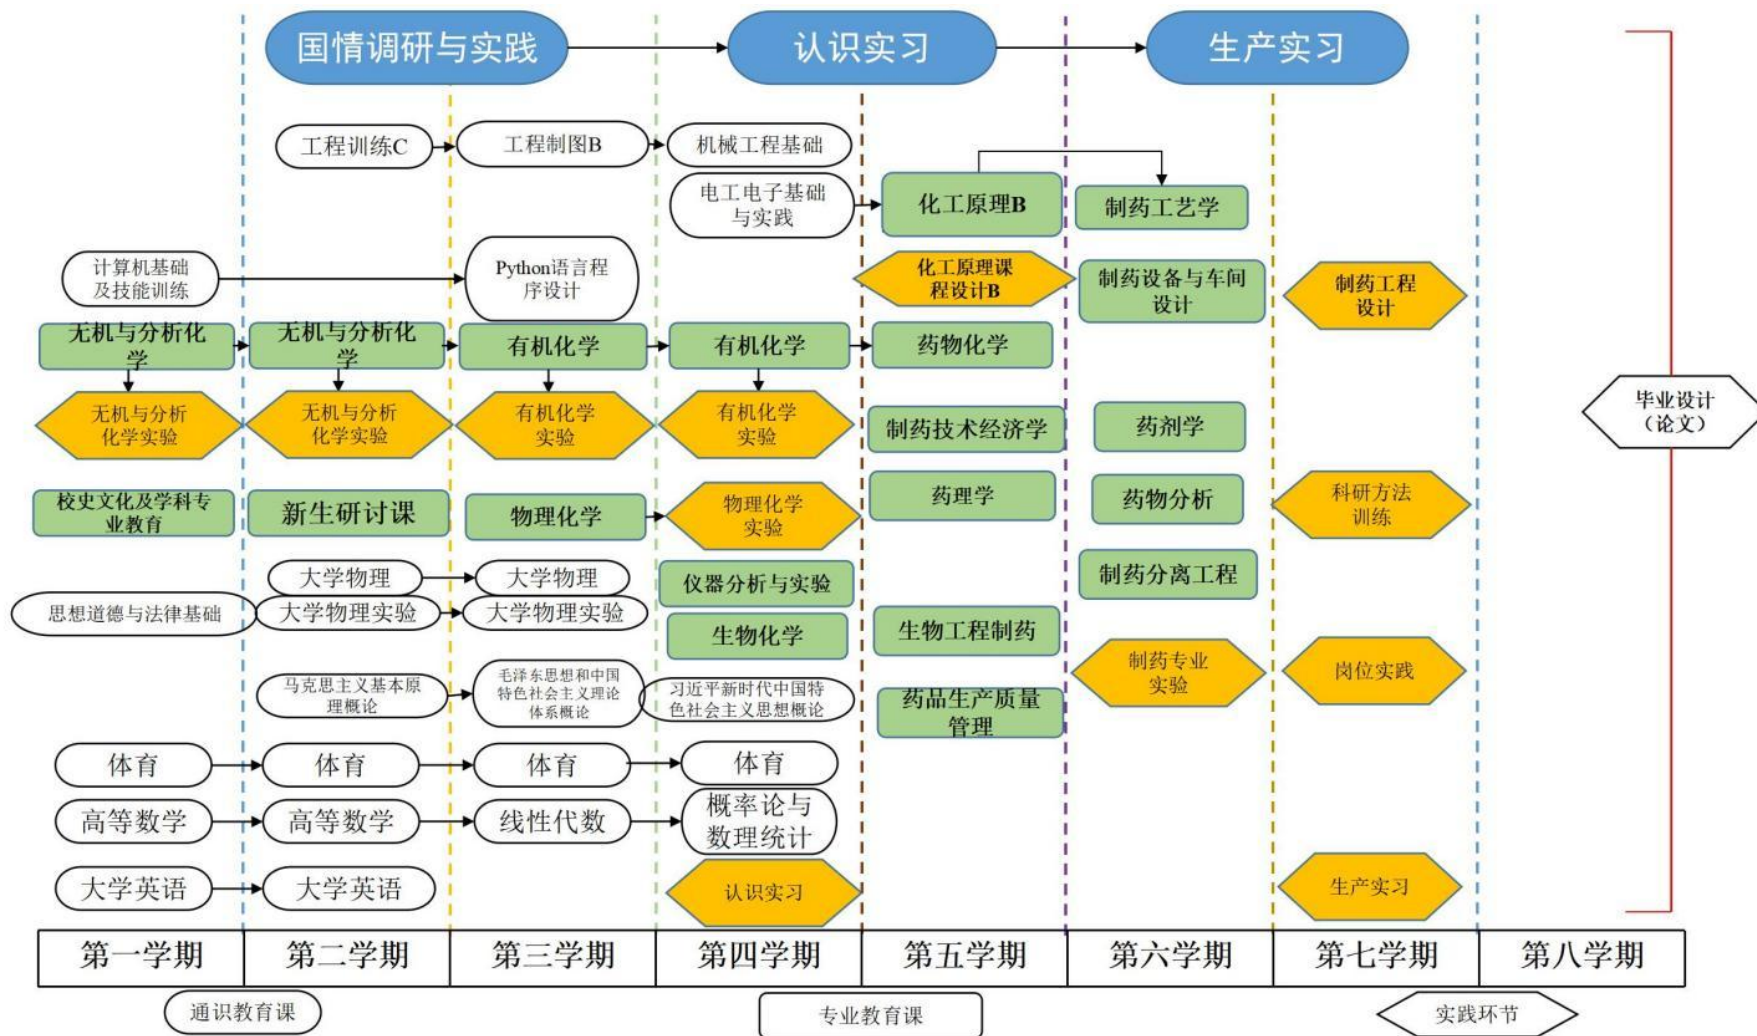 国情调研与实践
认识实习
生产实习
工程训练C
工程制图B
机械工程基础
电工电子基础
与实践
化工原理B
制药工艺学
计算机基础
及技能训练
Python语言程
序设计
化工原理课
程设计B
制药设备与车间
设计
制药工程
设计
无机与分析化
学
无机与分析化
学
有机化学
有机化学
药物化学
无机与分析
化学实验
无机与分析
化学实验
有机化学
实验
有机化学
实验
制药技术经济学
药剂学
毕业设计
（论文）
校史文化及学科专
业教育
新生研讨课
物理化学
物理化学
实验
药理学
药物分析
科研方法
训练
大学物理
大学物理
仪器分析与实验
制药分离工程
思想道德与法律基础
大学物理实验
大学物理实验
生物化学
生物工程制药
制药专业
实验
岗位实践
马克思主义基本原
理概论
毛泽东思想和中国
特色社会主义理论
体系概论
习近平新时代中国特
色社会主义思想概论
药品生产质量
管理
体育
体育
体育
体育
高等数学
高等数学
线性代数
概率论与
数理统计
大学英语
大学英语
认识实习
生产实习
第一学期
第二学期
第三学期
第四学期
第五学期
第六学期
第七学期
第八学期
通识教育课
专业教育课
实践环节